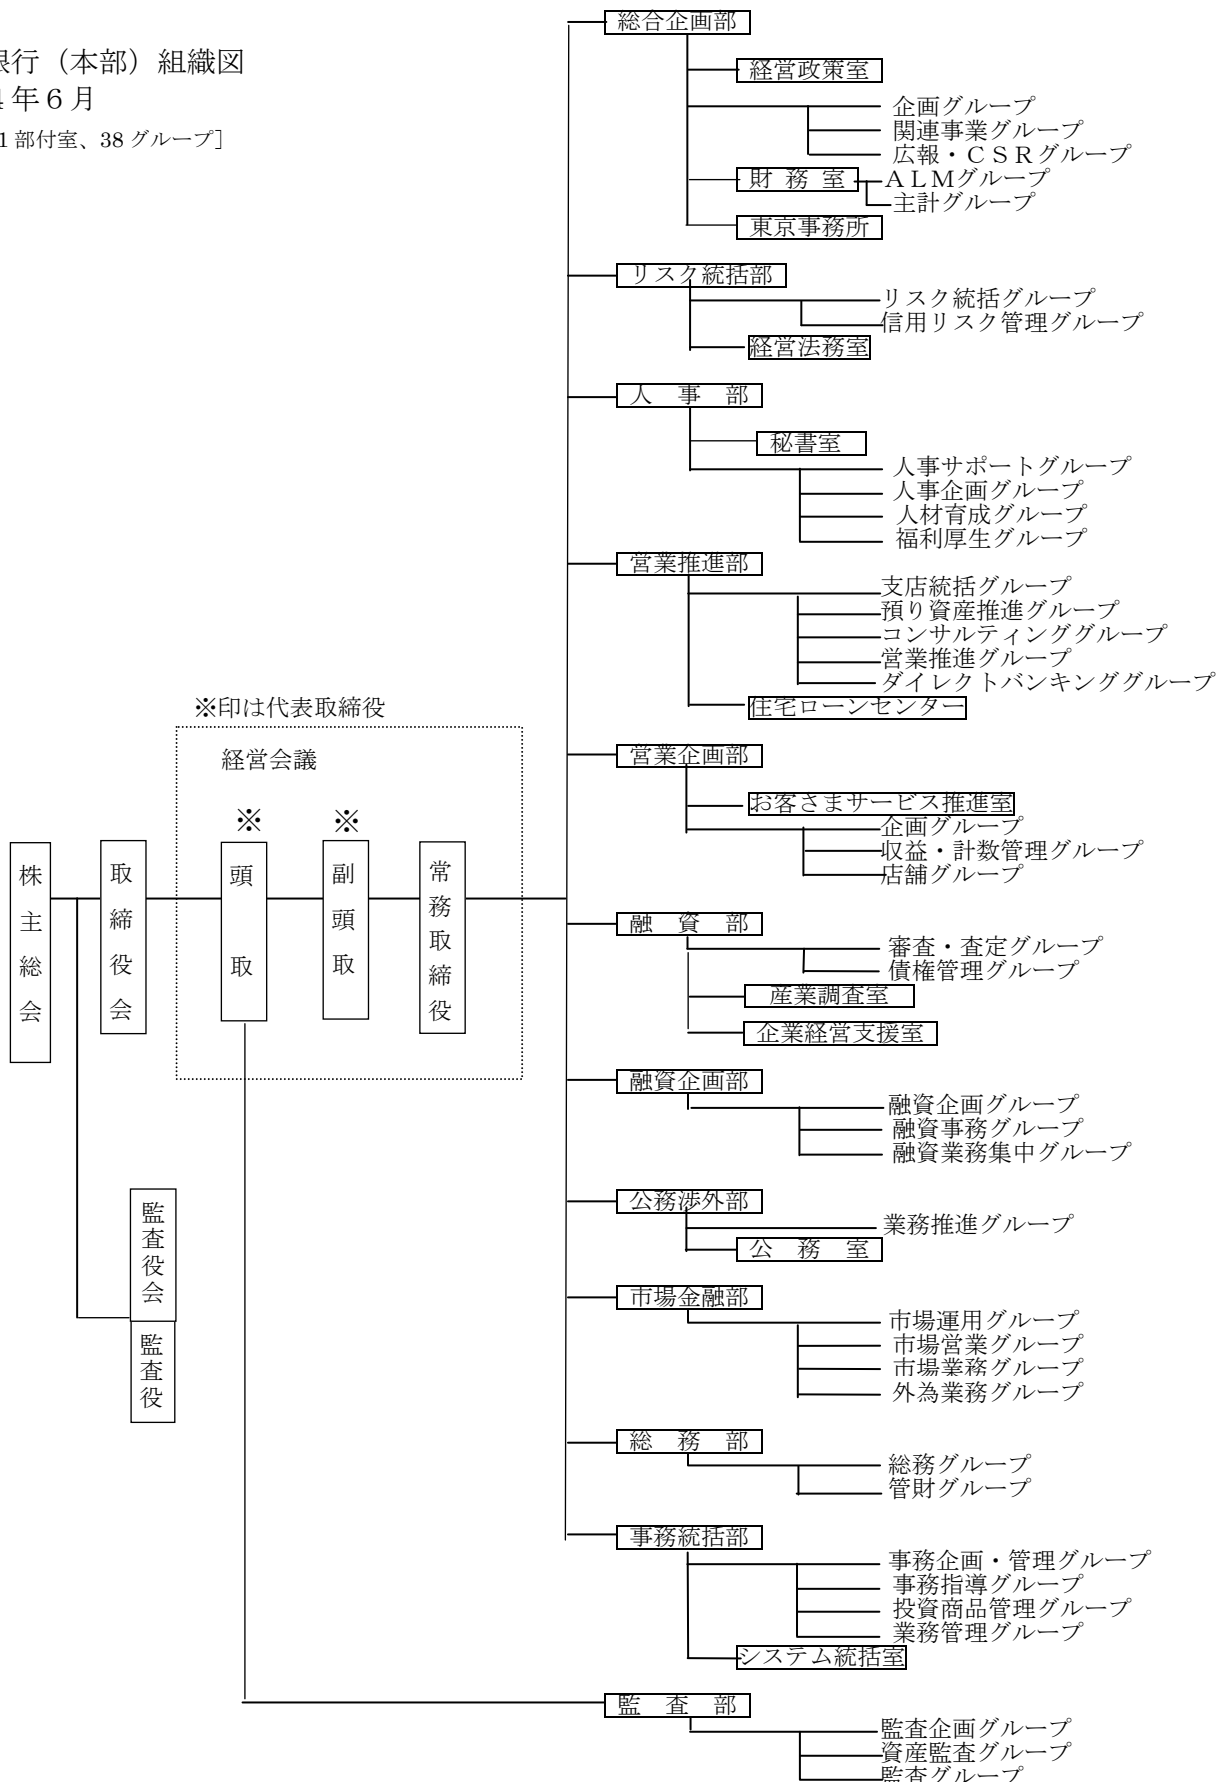 銀行（本部）組織図
年６月
１部付室、38 グループ］
総合企画部
経営政策室
企画グループ
関連事業グループ
広報・ＣＳＲグループ
財 務 室
ＡＬＭグループ
主計グループ
東京事務所
リスク統括部
リスク統括グループ
信用リスク管理グループ
経営法務室
人　事　部
秘書室
人事サポートグループ
人事企画グループ
人材育成グループ
福利厚生グループ
営業推進部
支店統括グループ
預り資産推進グループ
コンサルティンググループ
営業推進グループ
ダイレクトバンキンググループ
住宅ローンセンター
営業企画部
お客さまサービス推進室
企画グループ
収益・計数管理グループ
店舗グループ
※印は代表取締役
経営会議
※
※
株主総会
取締役会
頭取
副頭取
常務取締役
監査役会
監査役
融　資　部
審査・査定グループ
債権管理グループ
産業調査室
企業経営支援室
融資企画部
融資企画グループ
融資事務グループ
融資業務集中グループ
公務渉外部
業務推進グループ
公　務　室
市場金融部
市場運用グループ
市場営業グループ
市場業務グループ
外為業務グループ
総　務　部
総務グループ
管財グループ
事務統括部
事務企画・管理グループ
事務指導グループ
投資商品管理グループ
業務管理グループ
システム統括室
監　査　部
監査企画グループ
資産監査グループ
監査グループ